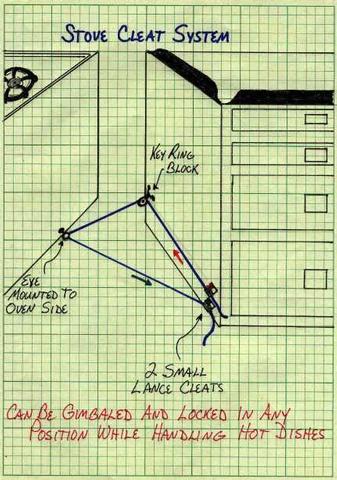 STOVE CLEAT SYSTEM
KEY RING
BLOCK
EYE
MOUNTED TO
OVEN SIDE
2 SMALL
LANCE CLEATS
CAN BE GIMBALED AND LOCKED IN ANY
POSITION WHILE HANDLING HOT DISHES